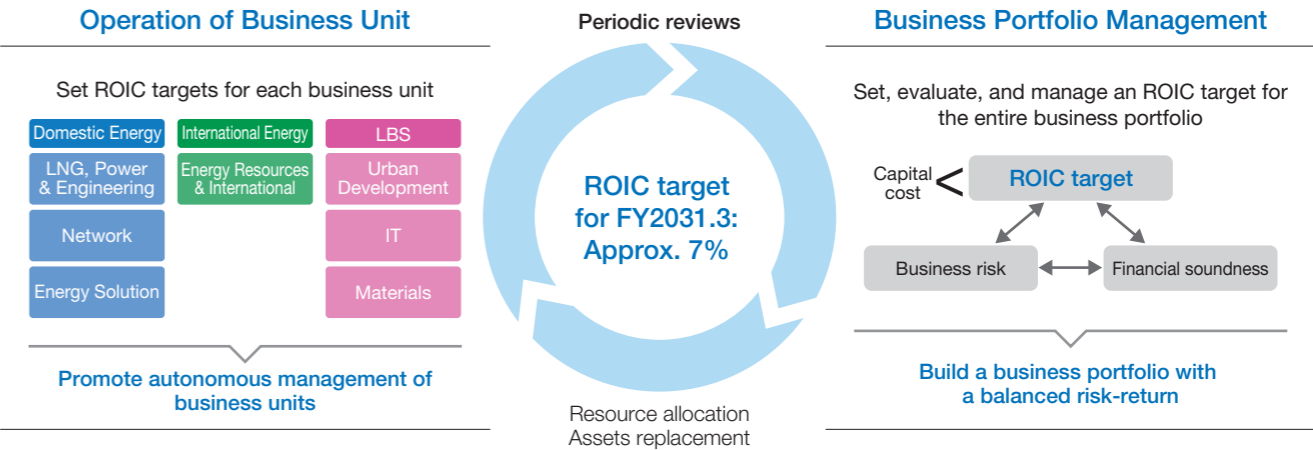 Operation of Business Unit
Set ROIC targets for each business unit
Domestic Energy
International Energy
LBS
LNG, Power
& Engineering
Energy Resources
& International
Urban
Development
Network
IT
Energy Solution
Materials
Promote autonomous management of
business units
Periodic reviews
ROIC target
for FY2031.3:
Approx. 7%
Resource allocation
Assets replacement
Business Portfolio Management
Set, evaluate, and manage an ROIC target for
the entire business portfolio
Capital
cost
<
ROIC target
Business risk
Financial soundness
Build a business portfolio with
a balanced risk-return